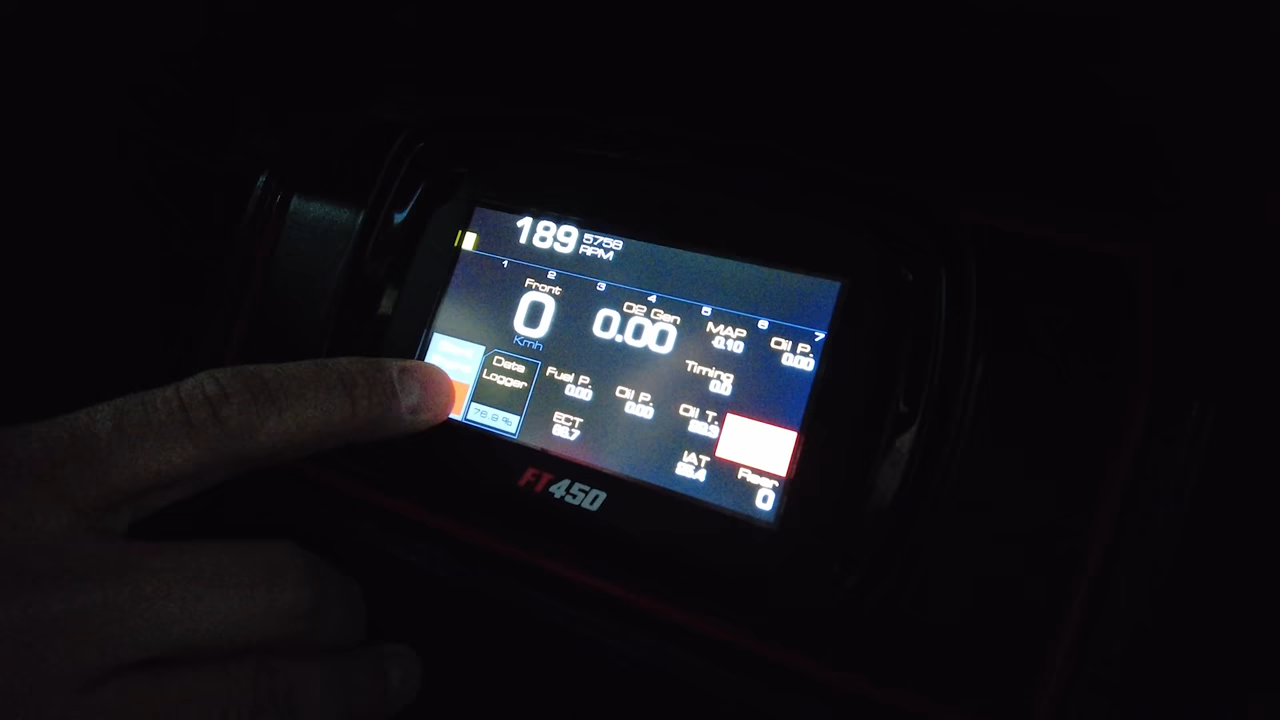 189 5758
RPM
1 2 3 4 5 6 7
Front
0
Kmh
O2 Gen
0.00
MAP
-0.10
Oil P.
0.00
Timing
0.0
Data
Logger
78.8 %
Fuel P.
0.00
Oil P.
0.00
Oil T.
ECT
IAT
Rear
0
FT450